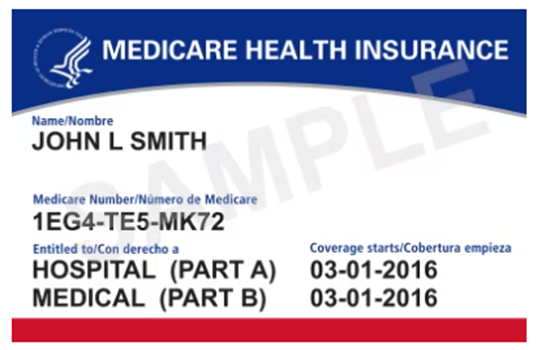 MEDICARE HEALTH INSURANCE
Name/Nombre
JOHN L SMITH
Medicare Number/Número de Medicare
1EG4-TE5-MK72
Entitled to/Con derecho a Coverage starts/Cobertura empieza
HOSPITAL (PART A) 03-01-2016
MEDICAL (PART B) 03-01-2016
SAMPLE